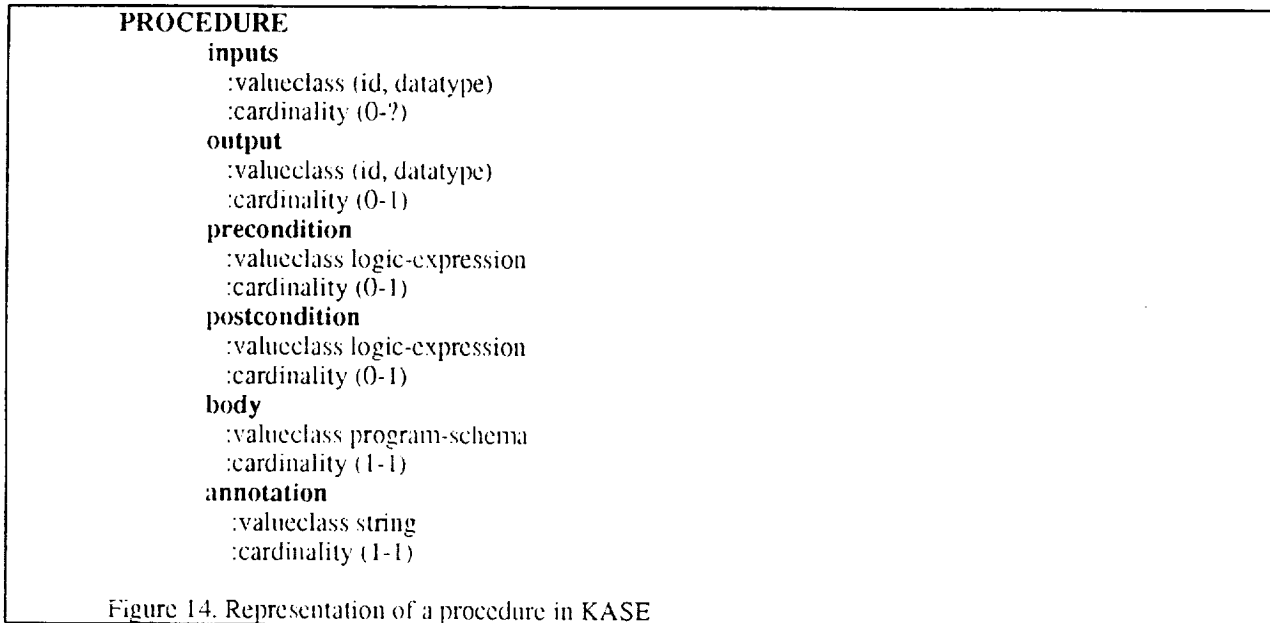 PROCEDURE
inputs
:valueclass (id, datatype)
:cardinality (0-?)
output
:valueclass (id, datatype)
:cardinality (0-1)
precondition
:valueclass logic-expression
:cardinality (0-1)
postcondition
:valueclass logic-expression
:cardinality (0-1)
body
:valueclass program-schema
:cardinality (1-1)
annotation
:valueclass string
:cardinality (1-1)
Figure 14. Representation of a procedure in KASE